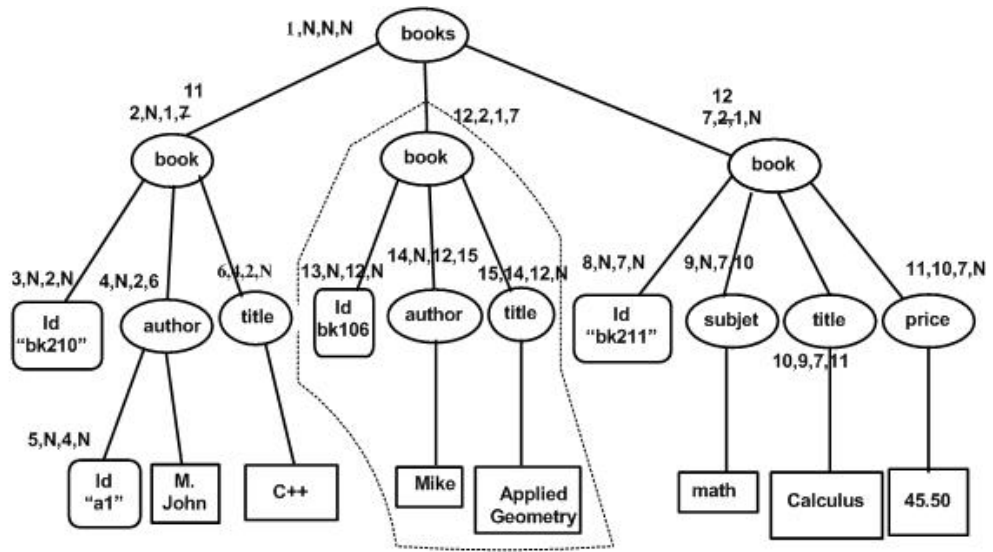 1,N,N,N
books
11
2,N,1,7
12,2,1,7
12
7,2,1,N
book
book
book
3,N,2,N
4,N,2,6
6,4,2,N
13,N,12,N
14,N,12,15
15,14,12,N
8,N,7,N
9,N,7,10
11,10,7,N
Id
"bk210"
author
title
Id
bk106
author
title
Id
"bk211"
subjet
title
price
10,9,7,11
5,N,4,N
Id
"a1"
M.
John
C++
Mike
Applied
Geometry
math
Calculus
45.50